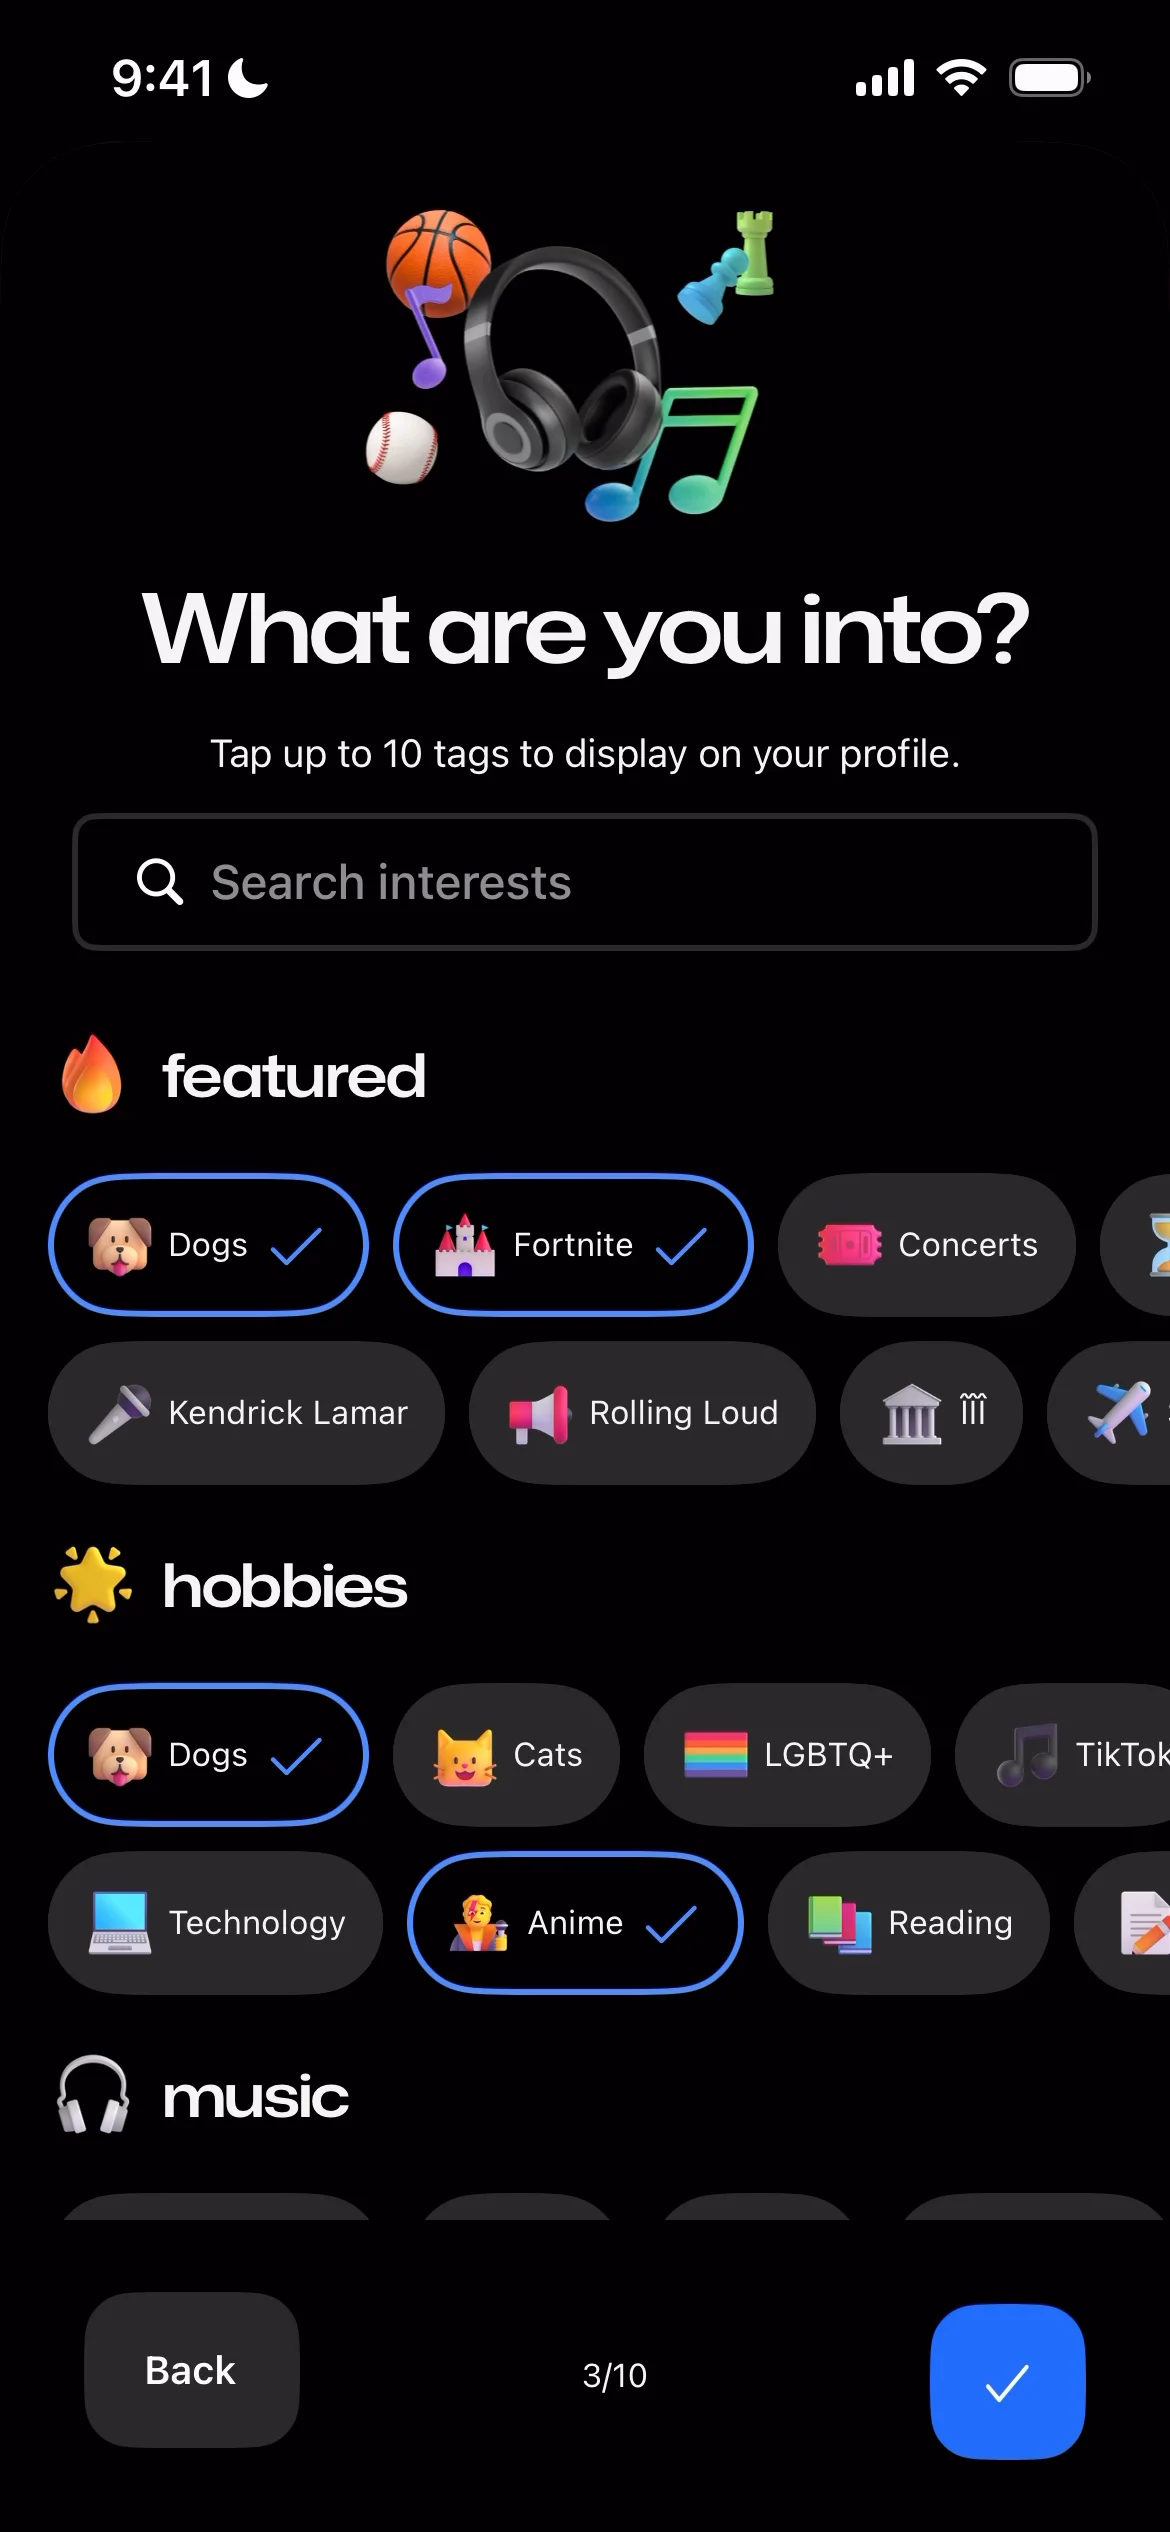 9:41
What are you into?
Tap up to 10 tags to display on your profile.
Search interests
featured
Dogs
Fortnite
Concerts
Kendrick Lamar
Rolling Loud
hobbies
Dogs
Cats
LGBTQ+
TikTok
Technology
Anime
Reading
music
Back
3/10